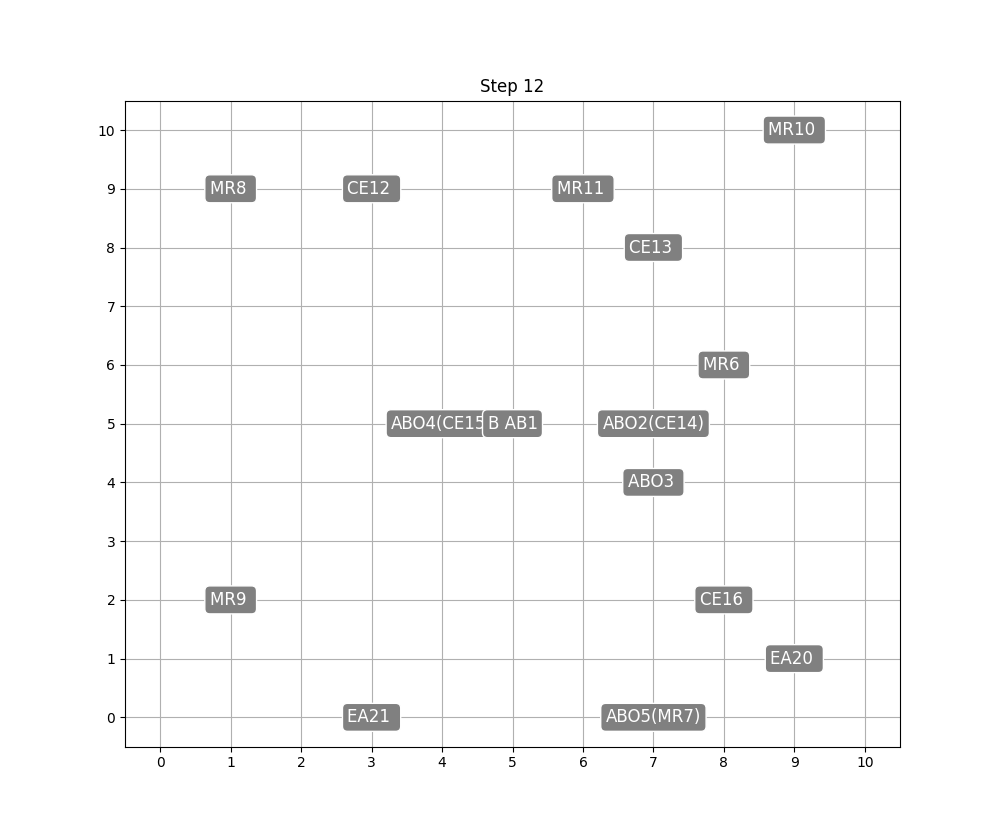 Step 12
10
MR10
9
MR8
CE12
MR11
8
CE13
7
6
MR6
5
ABO4(CE15
B AB1
ABO2(CE14)
4
ABO3
3
2
MR9
CE16
1
EA20
0
EA21
ABO5(MR7)
0 1 2 3 4 5 6 7 8 9 10